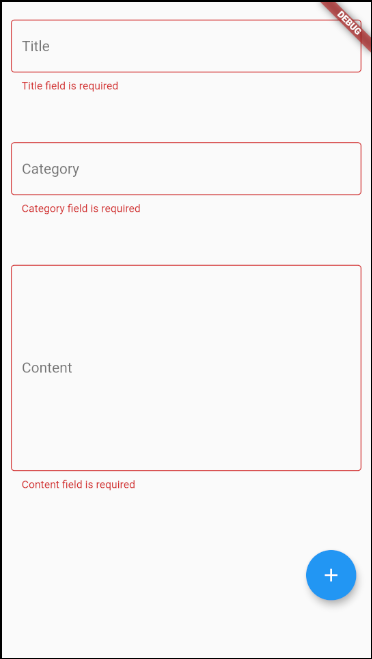 DEBUG
Title
Title field is required
Category
Category field is required
Content
Content field is required